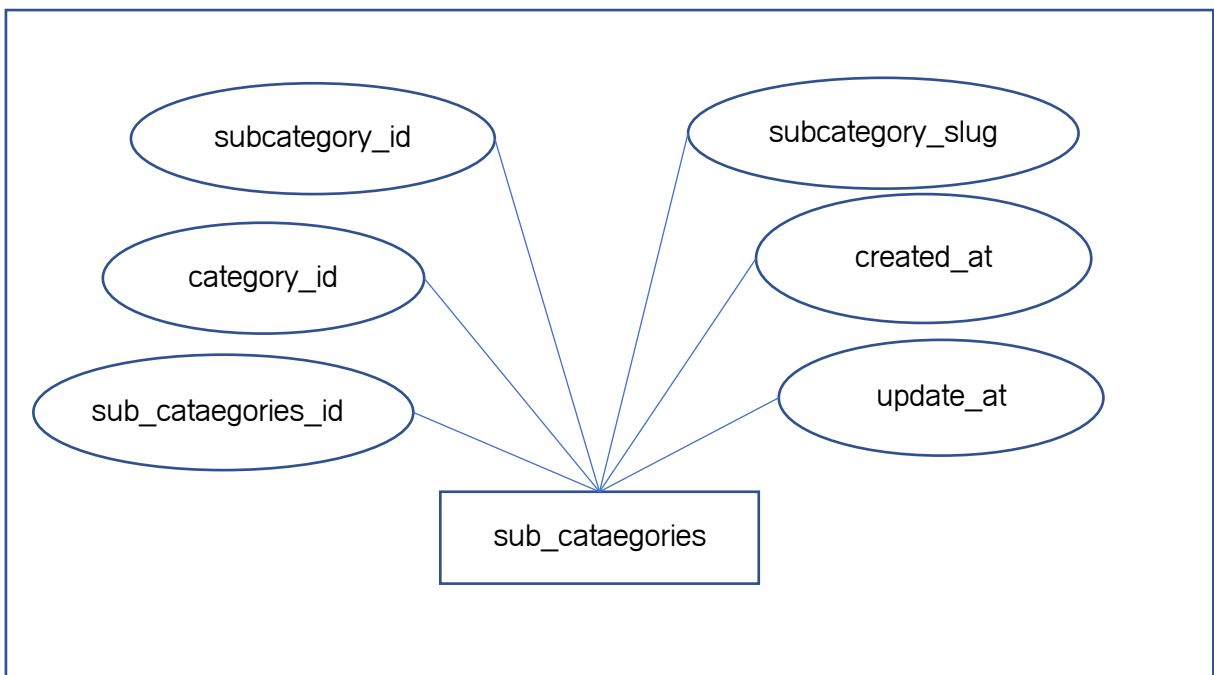 subcategory_id
subcategory_slug
category_id
created_at
sub_cataegories_id
update_at
sub_cataegories